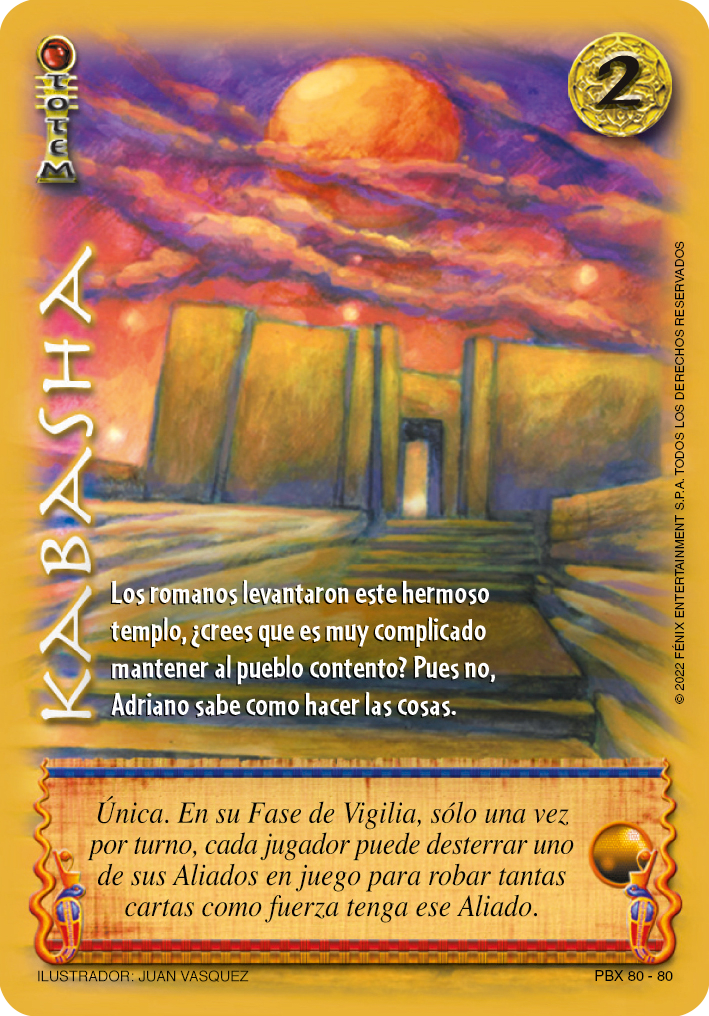 TOTEM
2
KABASHA
© 2022 FÉNIX ENTERTAINMENT S.P.A. TODOS LOS DERECHOS RESERVADOS
Los romanos levantaron este hermoso
templo, ¿crees que es muy complicado
mantener al pueblo contento? Pues no,
Adriano sabe como hacer las cosas.
Única. En su Fase de Vigilia, sólo una vez
por turno, cada jugador puede desterrar uno
de sus Aliados en juego para robar tantas
cartas como fuerza tenga ese Aliado.
ILUSTRADOR: JUAN VASQUEZ
PBX 80 - 80